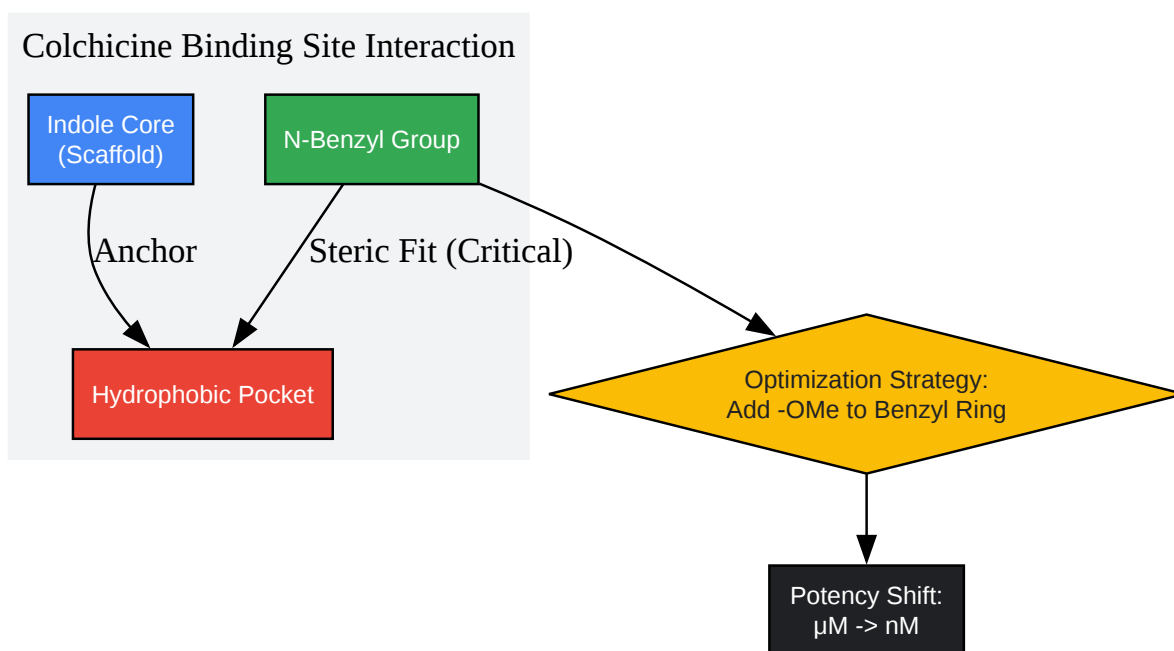 Colchicine Binding Site Interaction
Indole Core
(Scaffold)
N-Benzyl Group
Anchor
Steric Fit (Critical)
Hydrophobic Pocket
Optimization Strategy:
Add -OMe to Benzyl Ring
Potency Shift:
µM -> nM